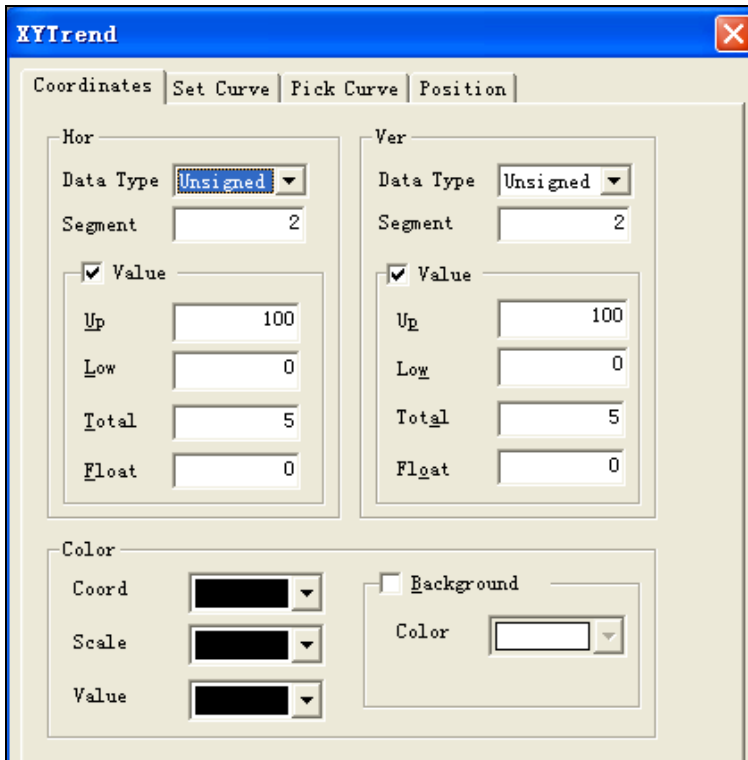 XYTrend
Coordinates Set Curve Pick Curve Position
Hor
Data Type Unsigned
Segment 2
Value
Up 100
Low 0
Total 5
Float 0
Ver
Data Type Unsigned
Segment 2
Value
Up 100
Low 0
Total 5
Float 0
Color
Coord
Scale
Value
Background
Color